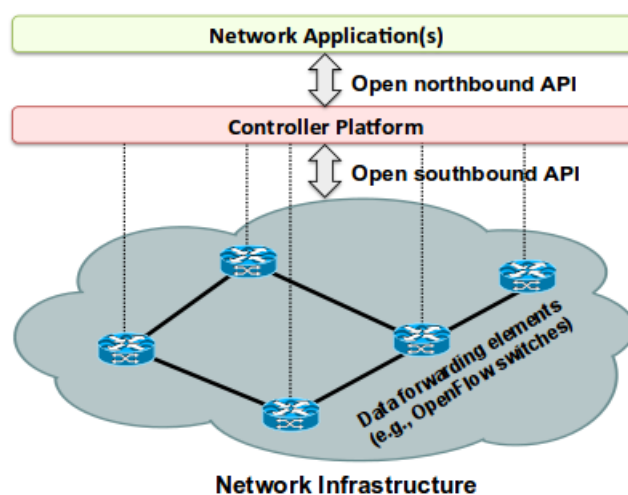 Network Application(s)
Open northbound API
Controller Platform
Open southbound API
Data forwarding elements
(e.g., OpenFlow switches)
Network Infrastructure